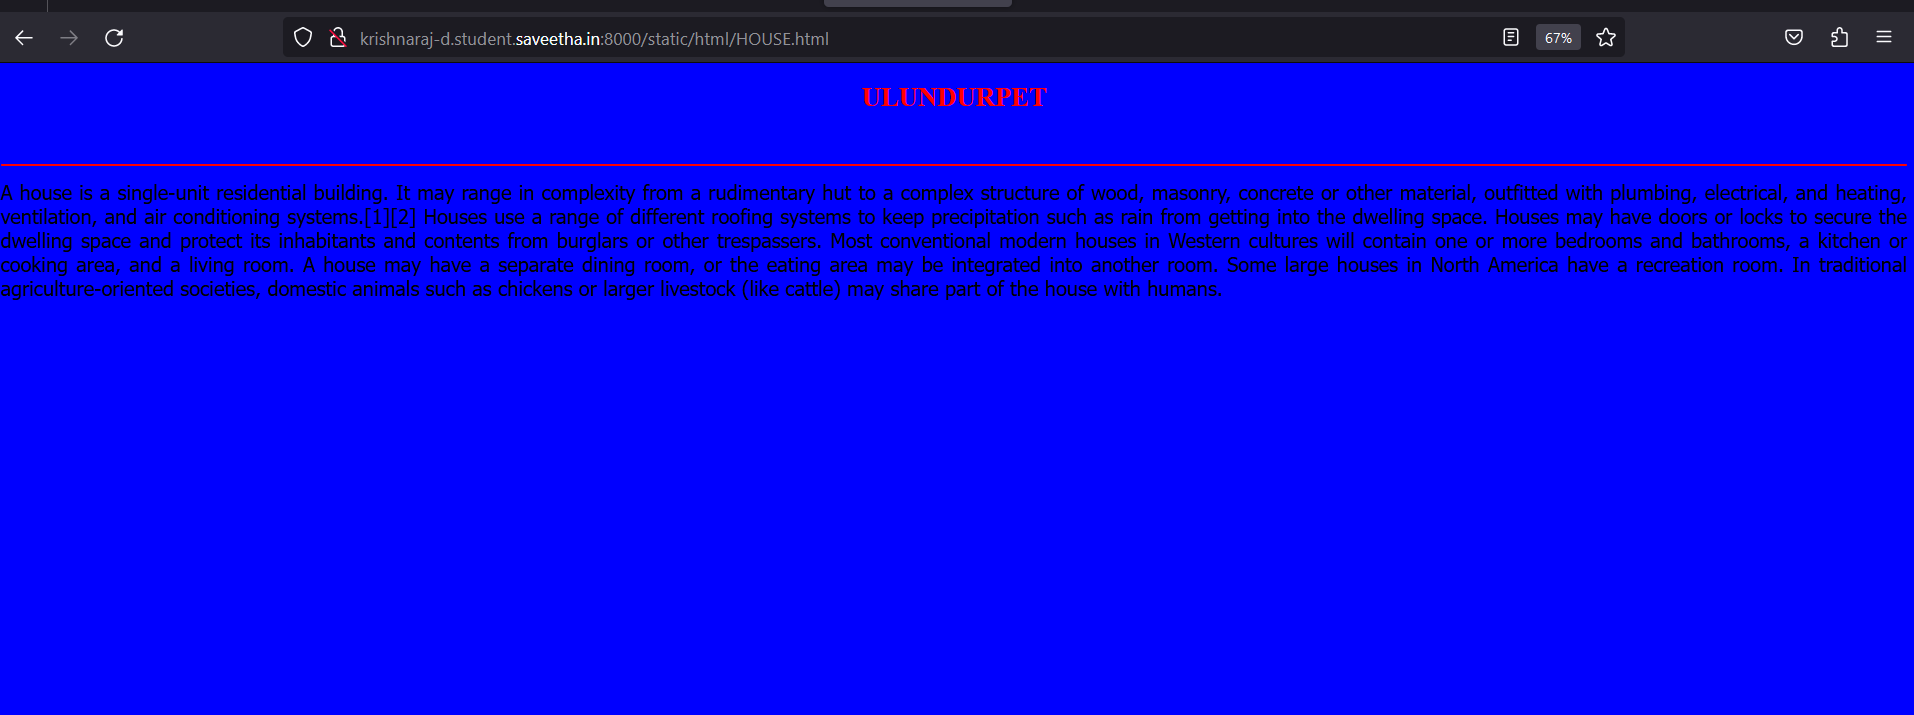 krishnaraj-d.student.saveetha.in:8000/static/html/HOUSE.html
67%
ULUNDURPET
A house is a single-unit residential building. It may range in complexity from a rudimentary hut to a complex structure of wood, masonry, concrete or other material, outfitted with plumbing, electrical, and heating,
ventilation, and air conditioning systems.[1][2] Houses use a range of different roofing systems to keep precipitation such as rain from getting into the dwelling space. Houses may have doors or locks to secure the
dwelling space and protect its inhabitants and contents from burglars or other trespassers. Most conventional modern houses in Western cultures will contain one or more bedrooms and bathrooms, a kitchen or
cooking area, and a living room. A house may have a separate dining room, or the eating area may be integrated into another room. Some large houses in North America have a recreation room. In traditional
agriculture-oriented societies, domestic animals such as chickens or larger livestock (like cattle) may share part of the house with humans.